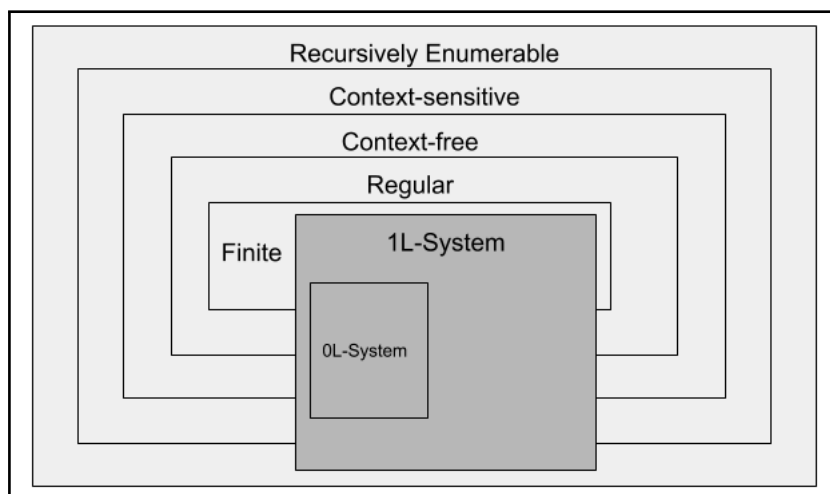 Recursively Enumerable
Context-sensitive
Context-free
Regular
Finite
1L-System
0L-System